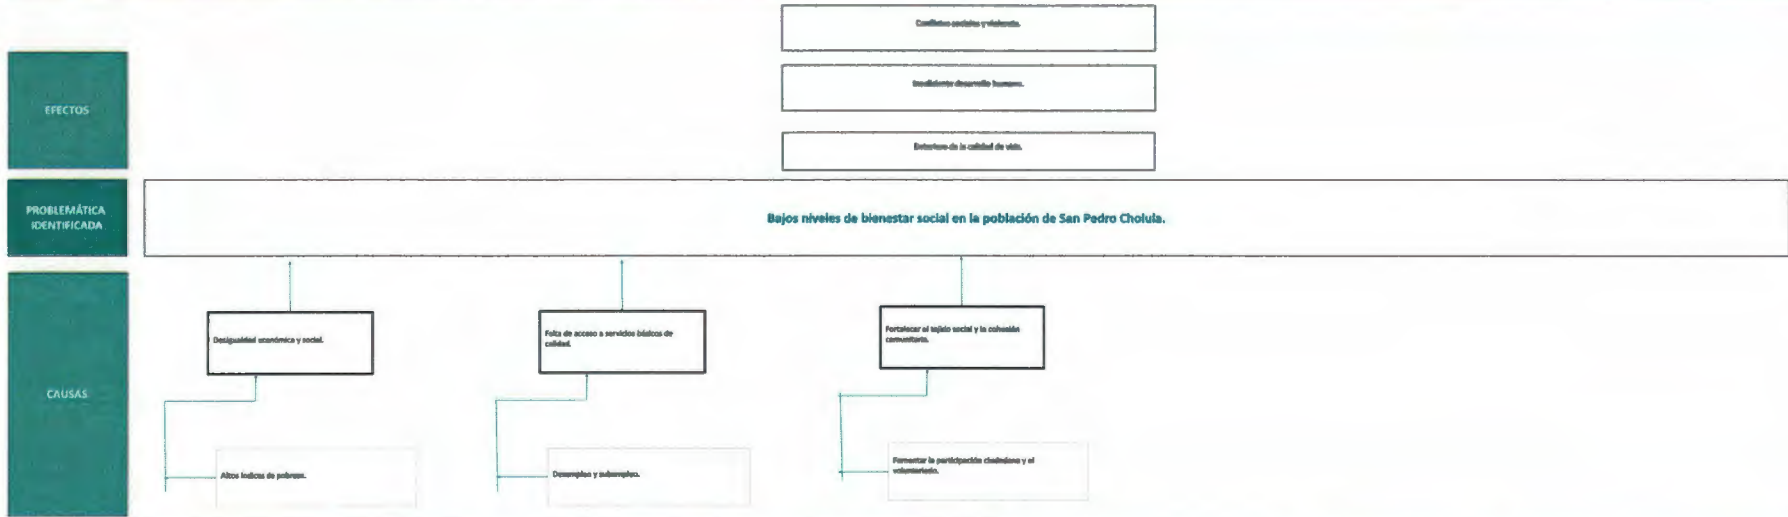 Conflictos sociales y violencia.
EFECTOS
Insuficiente desarrollo humano.
Deterioro de la calidad de vida.
PROBLEMÁTICA
IDENTIFICADA
Bajos niveles de bienestar social en la población de San Pedro Cholula.
CAUSAS
Desigualdad económica y social.
Falta de acceso a servicios básicos de
calidad.
Fortalecer el tejido social y la cohesión
comunitaria.
Altos índices de pobreza.
Desempleo y subempleo.
Fomentar la participación ciudadana y el
voluntariado.